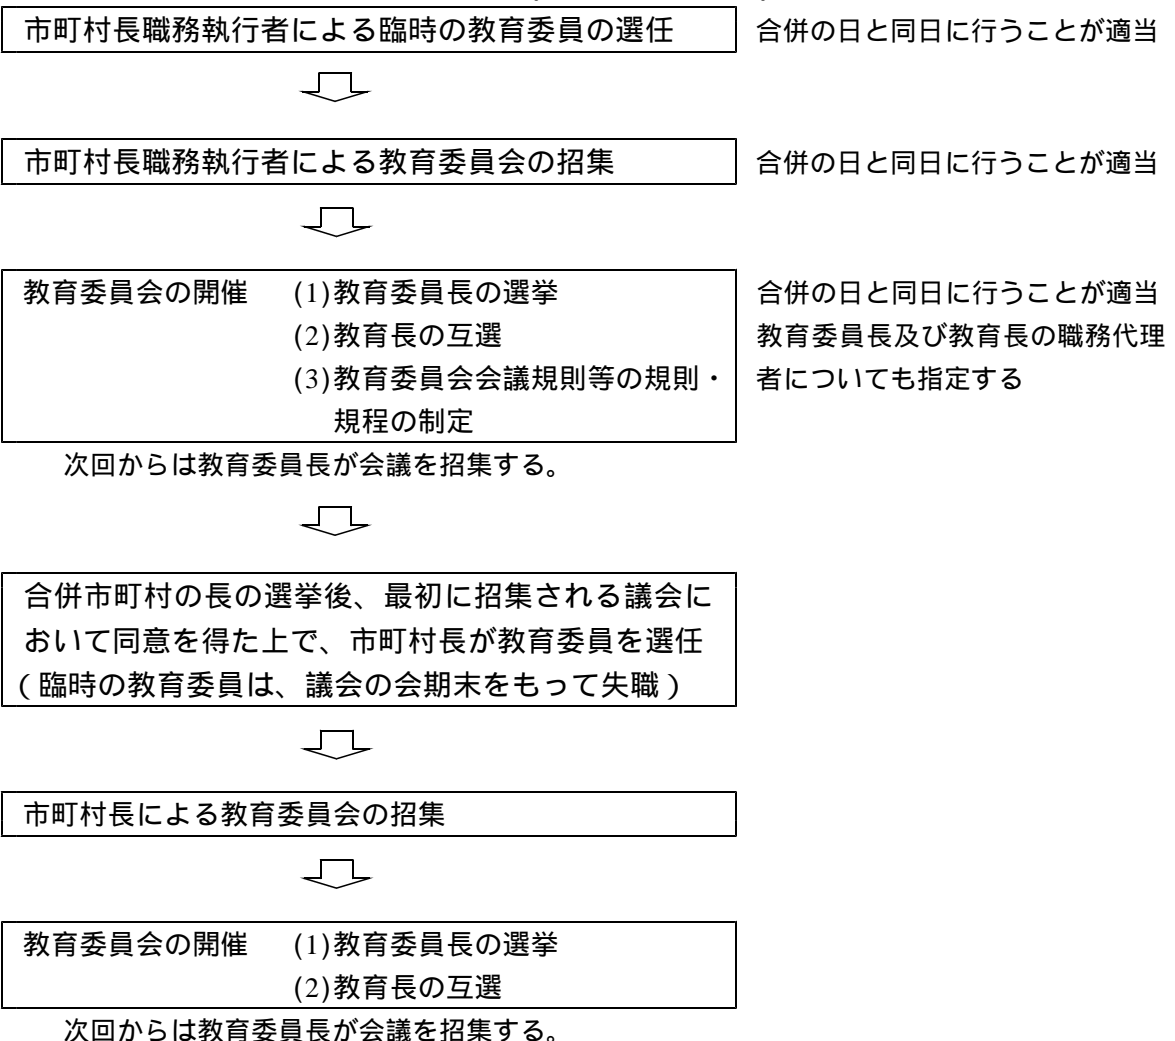 市町村長職務執行者による臨時の教育委員の選任 合併の日と同日に行うことが適当
市町村長職務執行者による教育委員会の招集 合併の日と同日に行うことが適当
教育委員会の開催 (1)教育委員長の選挙 合併の日と同日に行うことが適当
(2)教育長の互選 教育委員長及び教育長の職務代理
(3)教育委員会会議規則等の規則・ 者についても指定する
規程の制定
次回からは教育委員長が会議を招集する。
合併市町村の長の選挙後、最初に招集される議会に
おいて同意を得た上で、市町村長が教育委員を選任
(臨時の教育委員は、議会の会期末をもって失職)
市町村長による教育委員会の招集
教育委員会の開催 (1)教育委員長の選挙
(2)教育長の互選
次回からは教育委員長が会議を招集する。